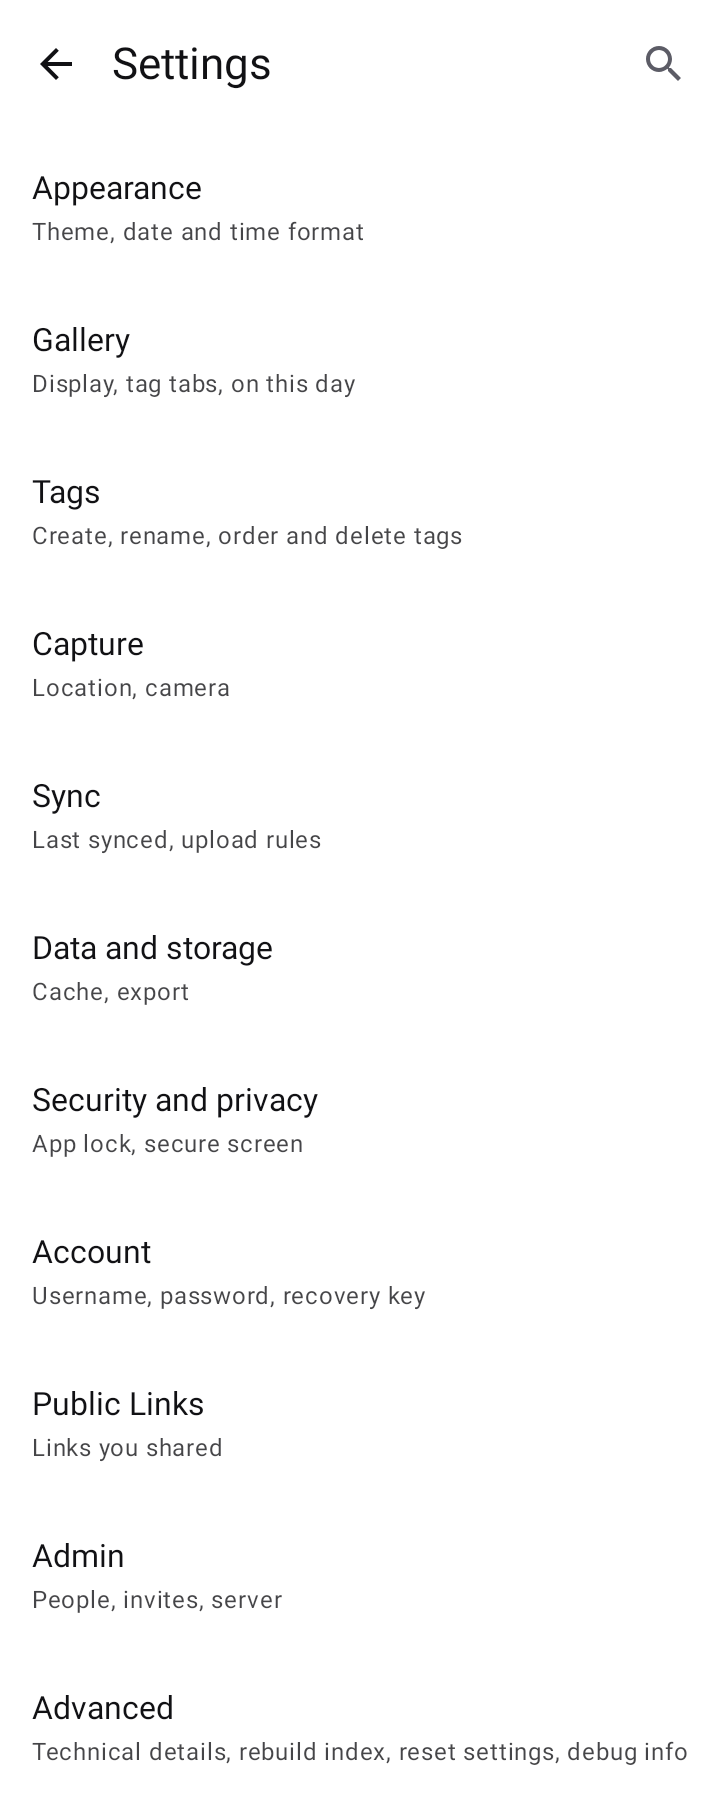 Settings
Appearance
Theme, date and time format
Gallery
Display, tag tabs, on this day
Tags
Create, rename, order and delete tags
Capture
Location, camera
Sync
Last synced, upload rules
Data and storage
Cache, export
Security and privacy
App lock, secure screen
Account
Username, password, recovery key
Public Links
Links you shared
Admin
People, invites, server
Advanced
Technical details, rebuild index, reset settings, debug info